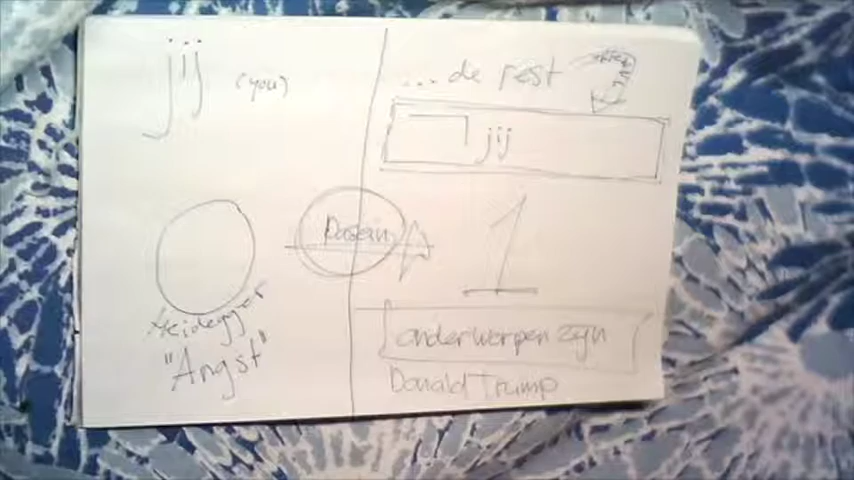 jij (you)
Heidegger
"Angst"
Dasein
...de rest
jij
1
onderwerpen zijn
Donald Trump